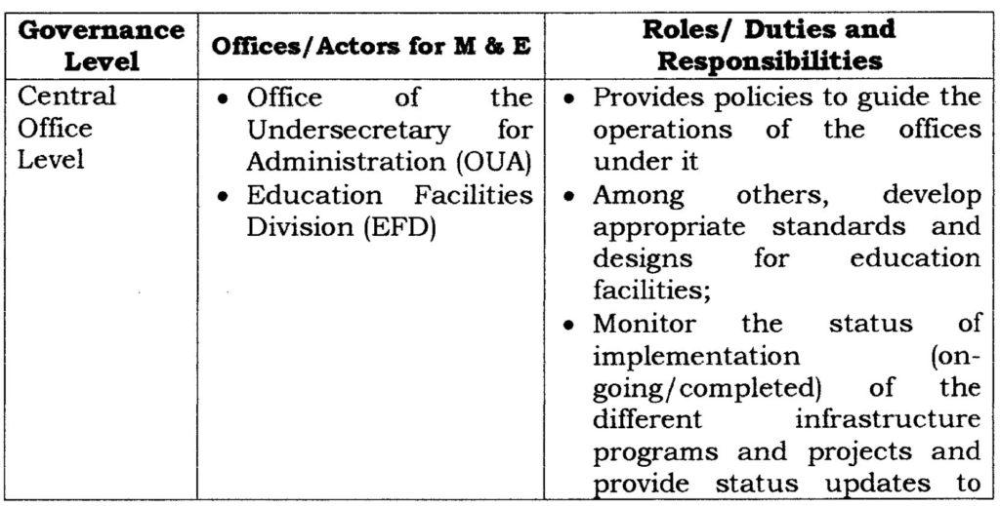 Governance
Level
Offices/Actors for M & E
Roles/ Duties and
Responsibilities
Central
Office
Level
• Office of the
Undersecretary for
Administration (OUA)
• Education Facilities
Division (EFD)
• Provides policies to guide the
operations of the offices
under it
• Among others, develop
appropriate standards and
designs for education
facilities;
• Monitor the status of
implementation (on-
going/completed) of the
different infrastructure
programs and projects and
provide status updates to